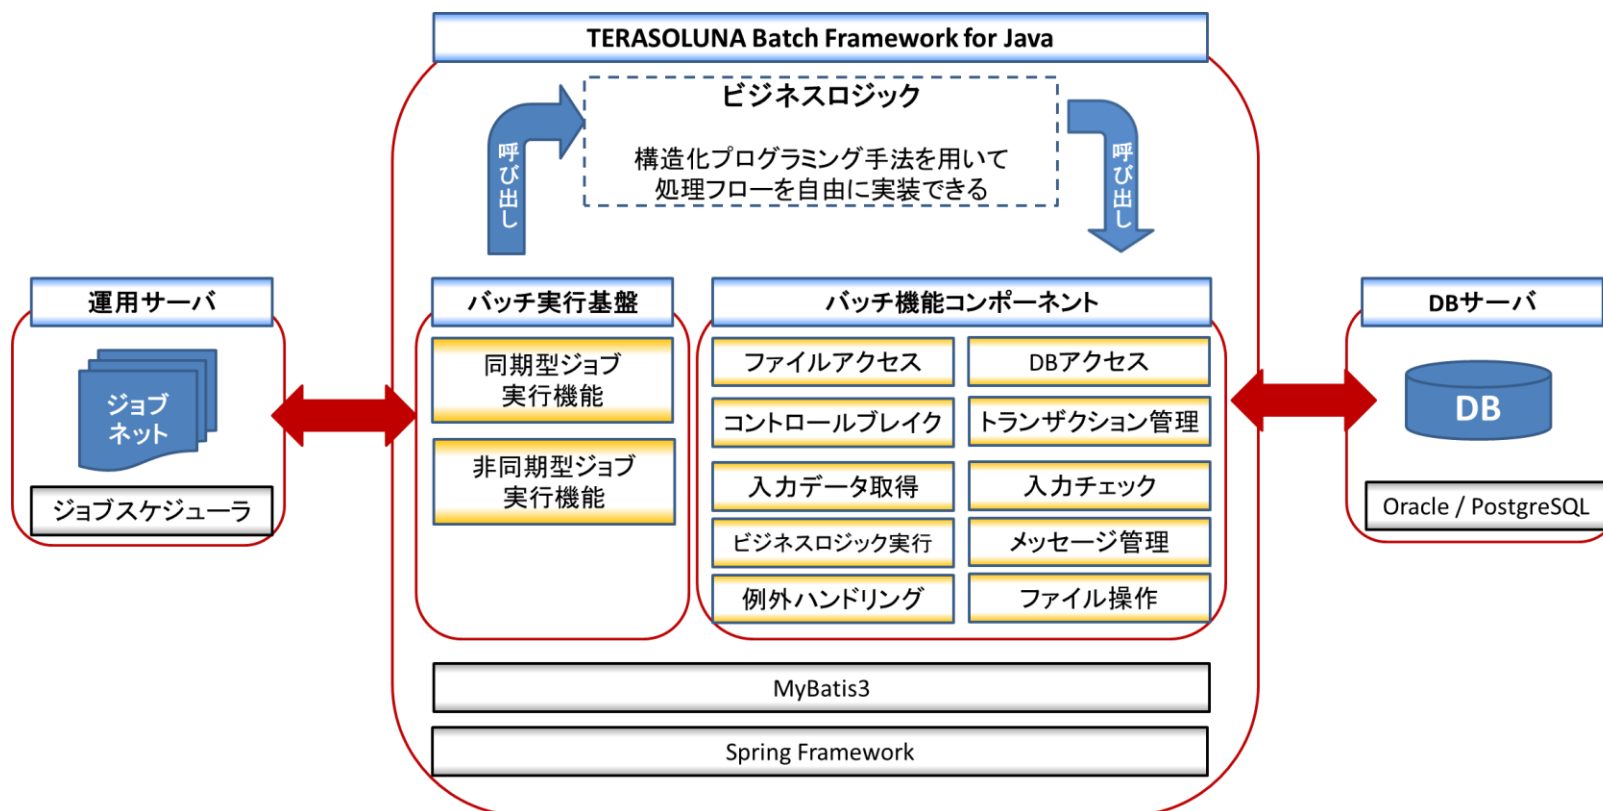 TERASOLUNA Batch Framework for Java
ビジネスロジック
構造化プログラミング手法を用いて
処理フローを自由に実装できる
呼び出し
呼び出し
運用サーバ
ジョブ
ネット
ジョブスケジューラ
バッチ実行基盤
同期型ジョブ
実行機能
非同期型ジョブ
実行機能
バッチ機能コンポーネント
ファイルアクセス
DBアクセス
コントロールブレイク
トランザクション管理
入力データ取得
入力チェック
ビジネスロジック実行
メッセージ管理
例外ハンドリング
ファイル操作
MyBatis3
Spring Framework
DBサーバ
DB
Oracle / PostgreSQL